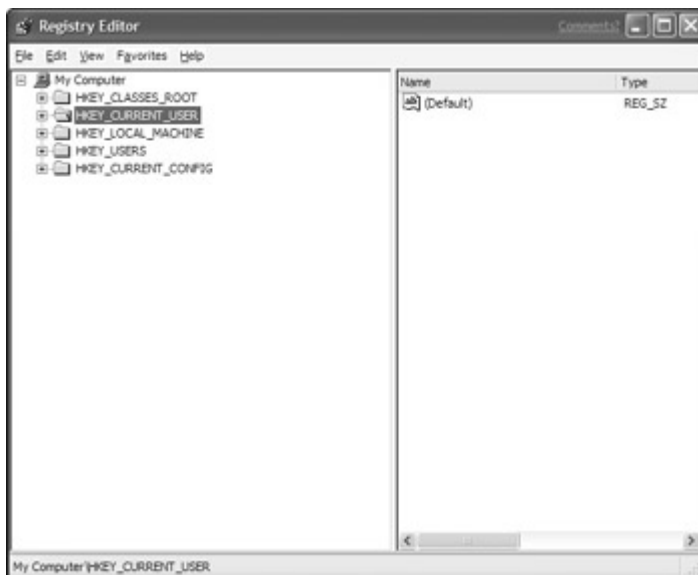 Registry Editor
Comments?
File Edit View Favorites Help
My Computer
HKEY_CLASSES_ROOT
HKEY_CURRENT_USER
HKEY_LOCAL_MACHINE
HKEY_USERS
HKEY_CURRENT_CONFIG
Name Type
ab (Default) REG_SZ
My Computer\HKEY_CURRENT_USER